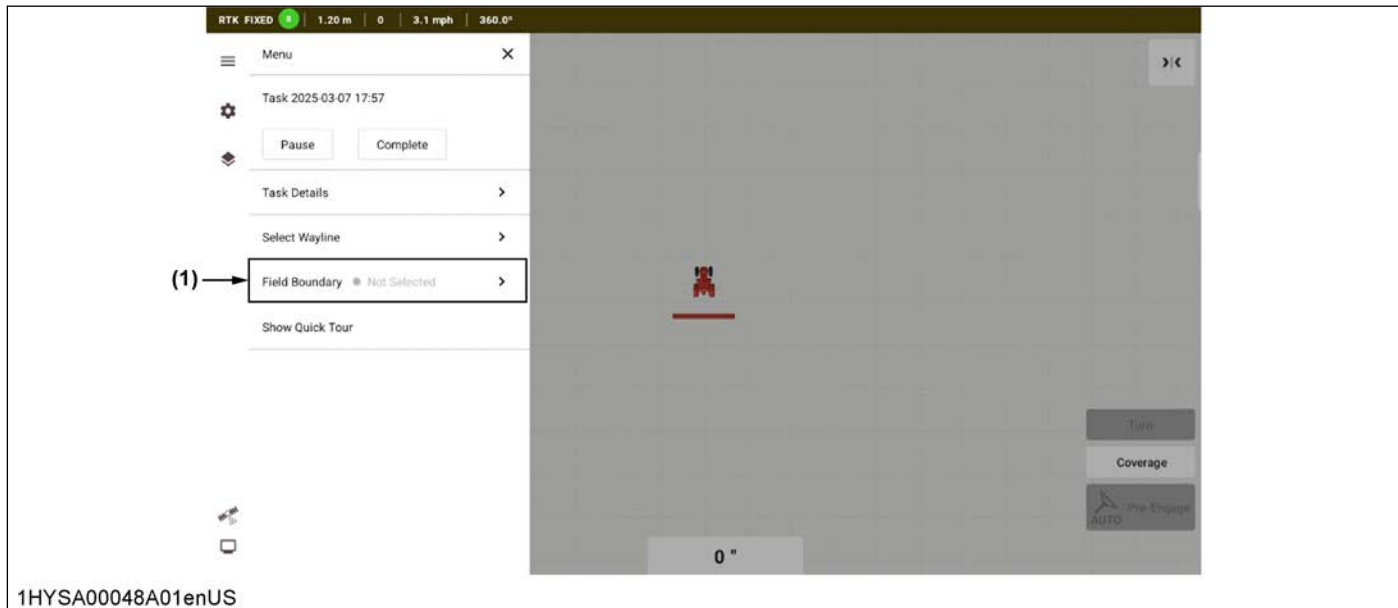 RTK FIXED 8 1.20 m 0 3.1 mph 360.0°
Menu
Task 2025-03-07 17:57
Pause Complete
Task Details
Select Wayline
(1) Field Boundary Not Selected
Show Quick Tour
Turn
Coverage
AUTO Pre-Engage
0 "
1HYSA00048A01enUS